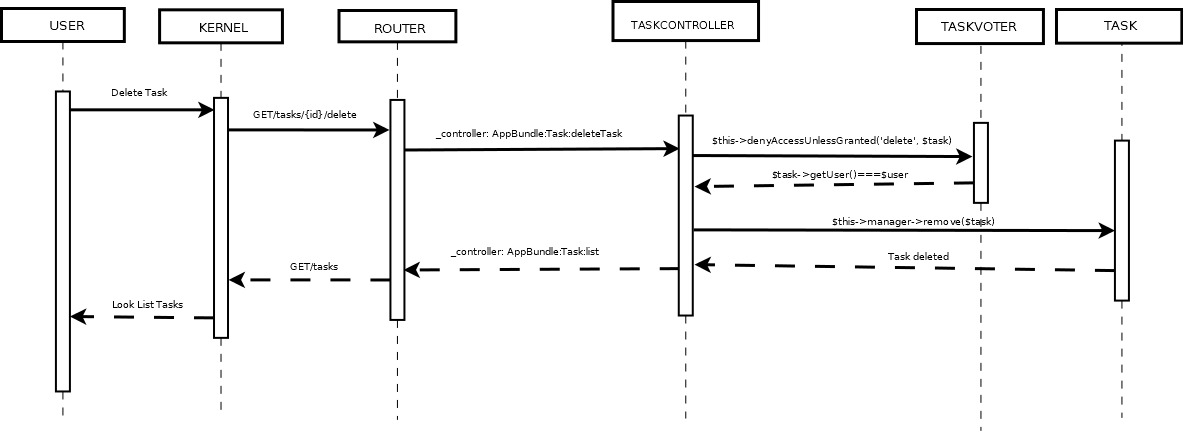 USER
KERNEL
ROUTER
TASKCONTROLLER
TASKVOTER
TASK
Delete Task
GET/tasks/{id}/delete
_controller: AppBundle:Task:deleteTask
$this->denyAccessUnlessGranted('delete', $task)
$task->getUser()===$user
$this->manager->remove($task)
Task deleted
_controller: AppBundle:Task:list
GET/tasks
Look List Tasks